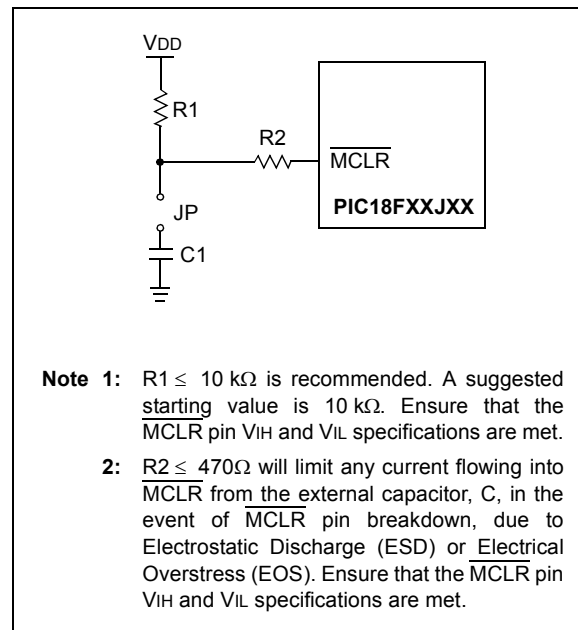 VDD
R1
R2
MCLR
JP
PIC18FXXJXX
C1
Note 1: R1 ≤ 10 kΩ is recommended. A suggested
starting value is 10 kΩ. Ensure that the
MCLR pin VIH and VIL specifications are met.
2: R2 ≤ 470Ω will limit any current flowing into
MCLR from the external capacitor, C, in the
event of MCLR pin breakdown, due to
Electrostatic Discharge (ESD) or Electrical
Overstress (EOS). Ensure that the MCLR pin
VIH and VIL specifications are met.